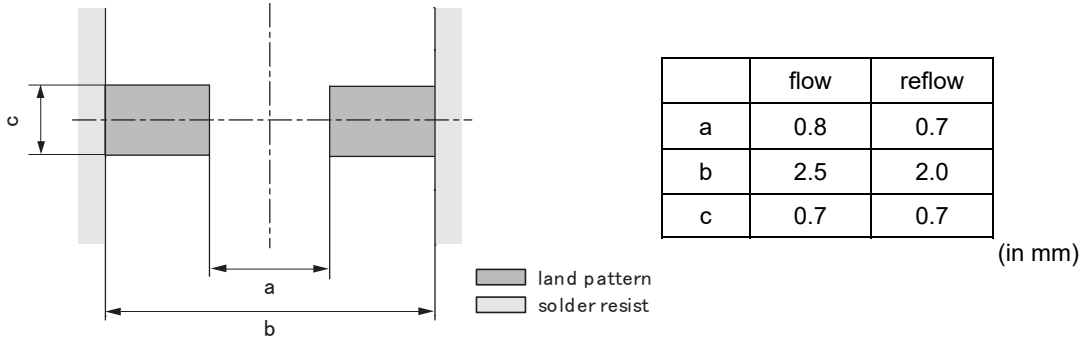 c
a
b
land pattern
solder resist
flow reflow
a 0.8 0.7
b 2.5 2.0
c 0.7 0.7
(in mm)